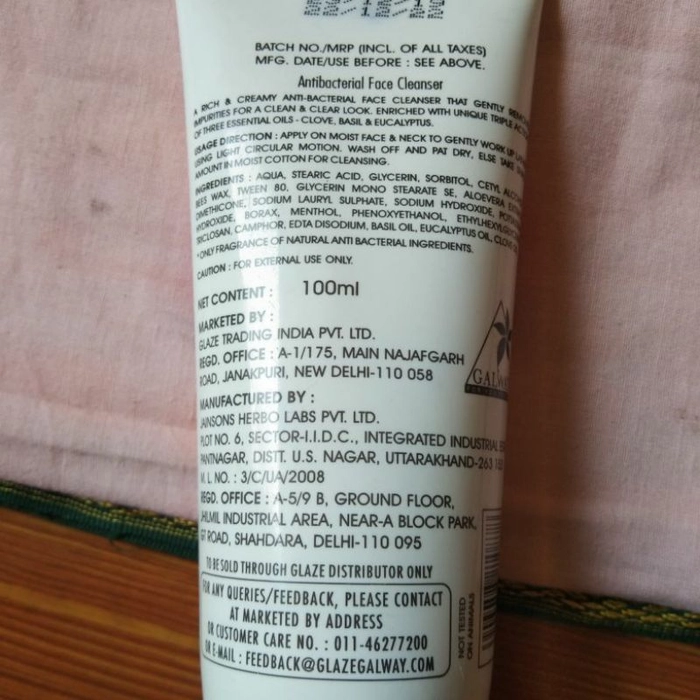 BATCH NO./MRP (INCL. OF ALL TAXES)
MFG. DATE/USE BEFORE : SEE ABOVE.
Antibacterial Face Cleanser
A RICH & CREAMY ANTI-BACTERIAL FACE CLEANSER THAT GENTLY
IMPURITIES FOR A CLEAN & CLEAR LOOK. ENRICHED WITH UNIQUE TRIPLE
OF THREE ESSENTIAL OILS - CLOVE, BASIL & EUCALYPTUS.
USAGE DIRECTION : APPLY ON MOIST FACE & NECK TO GENTLY WORK UP
USING LIGHT CIRCULAR MOTION. WASH OFF AND PAT DRY, ELSE TAKE
AMOUNT IN MOIST COTTON FOR CLEANSING.
INGREDIENTS : AQUA, STEARIC ACID, GLYCERIN, SORBITOL, CETYL
BEES WAX, TWEEN 80, GLYCERIN MONO STEARATE SE, ALOEVERA
DIMETHICONE, SODIUM LAURYL SULPHATE, SODIUM HYDROXIDE,
HYDROXIDE, BORAX, MENTHOL, PHENOXYETHANOL,
TRICLOSAN, CAMPHOR, EDTA DISODIUM, BASIL OIL, EUCALYPTUS OIL, CLOVE
*ONLY FRAGRANCE OF NATURAL ANTI BACTERIAL INGREDIENTS.
CAUTION : FOR EXTERNAL USE ONLY.
NET CONTENT : 100ml
MARKETED BY :
GLAZE TRADING INDIA PVT. LTD.
REGD. OFFICE : A-1/175, MAIN NAJAFGARH
ROAD, JANAKPURI, NEW DELHI-110 058
MANUFACTURED BY :
JAINSONS HERBO LABS PVT. LTD.
PLOT NO. 6, SECTOR-I.I.D.C., INTEGRATED INDUSTRIAL
PANTNAGAR, DISTT. U.S. NAGAR, UTTARAKHAND-263
M. L NO. : 3/C/UA/2008
REGD. OFFICE : A-5/9 B, GROUND FLOOR,
JHILMIL INDUSTRIAL AREA, NEAR-A BLOCK PARK,
GT ROAD, SHAHDARA, DELHI-110 095
TO BE SOLD THROUGH GLAZE DISTRIBUTOR ONLY
FOR ANY QUERIES/FEEDBACK, PLEASE CONTACT
AT MARKETED BY ADDRESS
OR CUSTOMER CARE NO. : 011-46277200
OR E-MAIL : FEEDBACK@GLAZEGALWAY.COM
NOT TESTED
ON ANIMALS